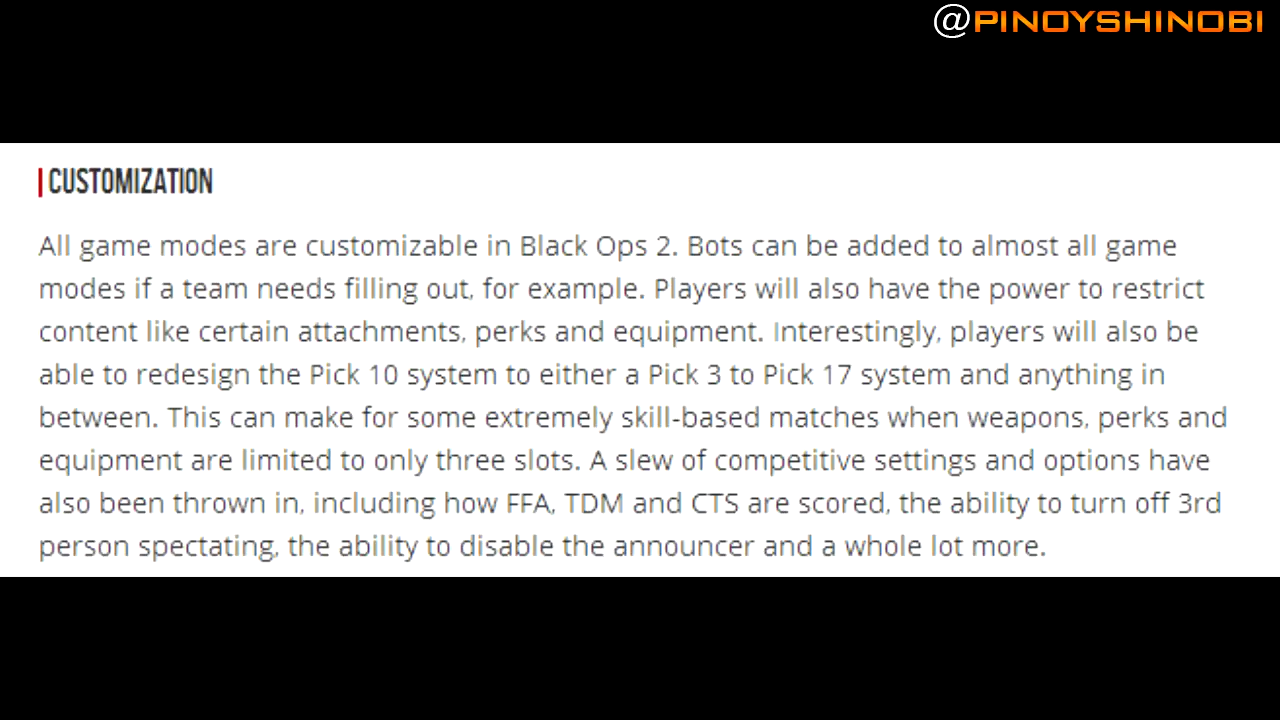 @PINOYSHINOBI
CUSTOMIZATION
All game modes are customizable in Black Ops 2. Bots can be added to almost all game
modes if a team needs filling out, for example. Players will also have the power to restrict
content like certain attachments, perks and equipment. Interestingly, players will also be
able to redesign the Pick 10 system to either a Pick 3 to Pick 17 system and anything in
between. This can make for some extremely skill-based matches when weapons, perks and
equipment are limited to only three slots. A slew of competitive settings and options have
also been thrown in, including how FFA, TDM and CTS are scored, the ability to turn off 3rd
person spectating, the ability to disable the announcer and a whole lot more.